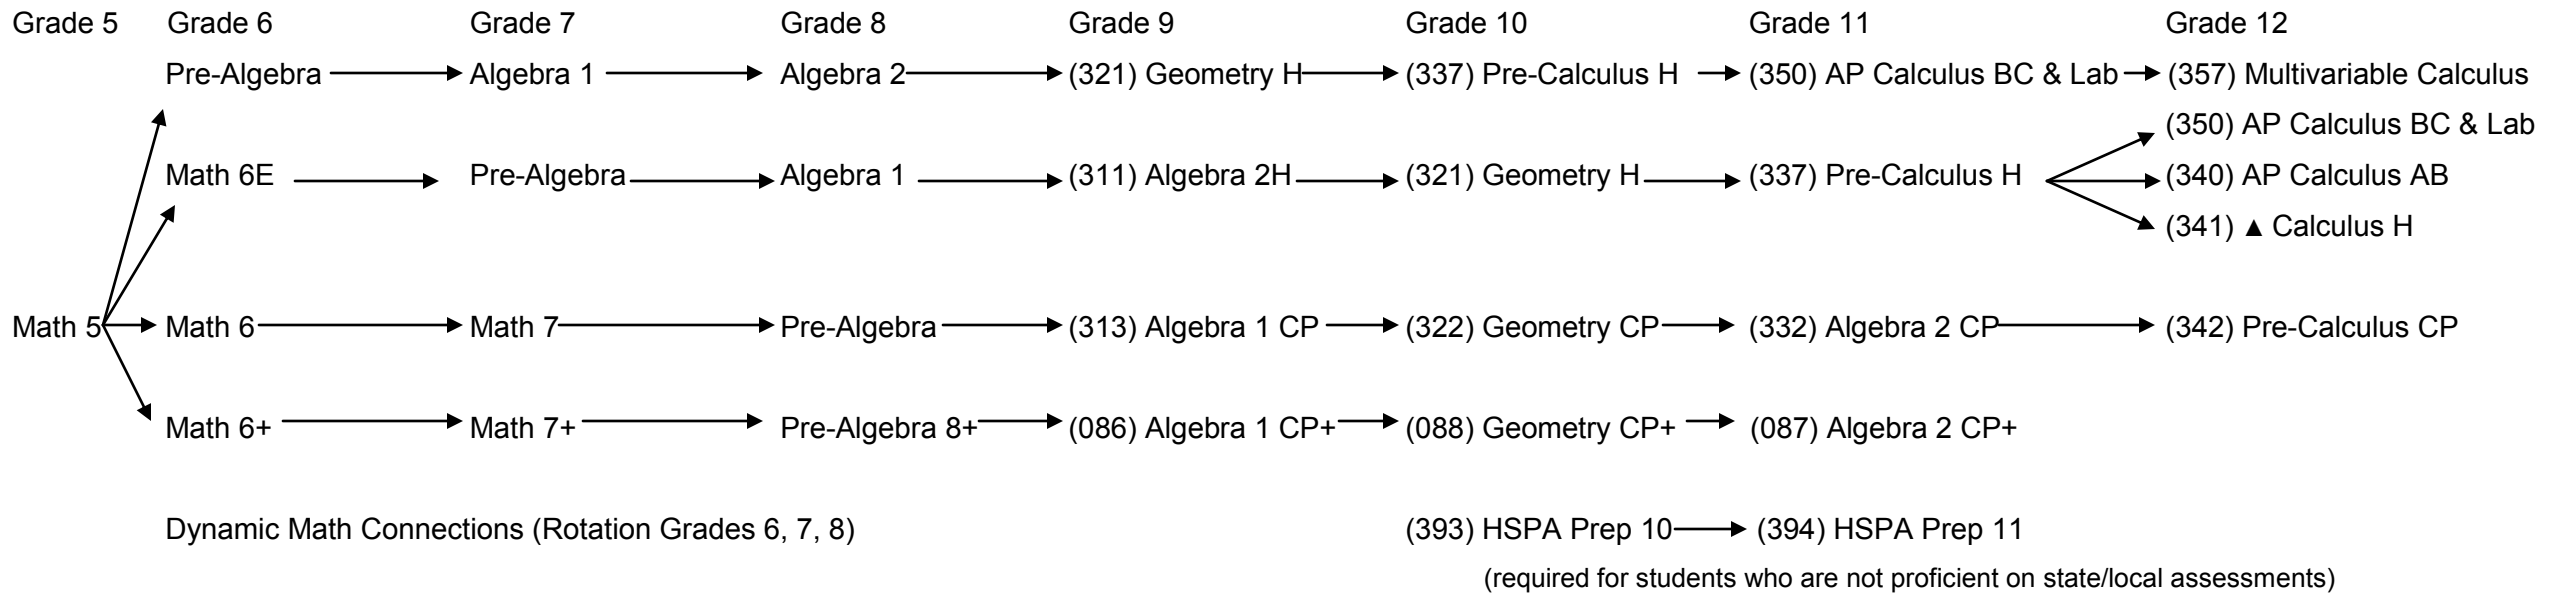 Grade 5 Grade 6 Grade 7 Grade 8 Grade 9 Grade 10 Grade 11 Grade 12
Pre-Algebra Algebra 1 Algebra 2 (321) Geometry H (337) Pre-Calculus H (350) AP Calculus BC & Lab (357) Multivariable Calculus
(350) AP Calculus BC & Lab
Math 6E Pre-Algebra Algebra 1 (311) Algebra 2H (321) Geometry H (337) Pre-Calculus H (340) AP Calculus AB
(341) ▲ Calculus H
Math 5 Math 6 Math 7 Pre-Algebra (313) Algebra 1 CP (322) Geometry CP (332) Algebra 2 CP (342) Pre-Calculus CP
Math 6+ Math 7+ Pre-Algebra 8+ (086) Algebra 1 CP+ (088) Geometry CP+ (087) Algebra 2 CP+
Dynamic Math Connections (Rotation Grades 6, 7, 8) (393) HSPA Prep 10 (394) HSPA Prep 11
(required for students who are not proficient on state/local assessments)